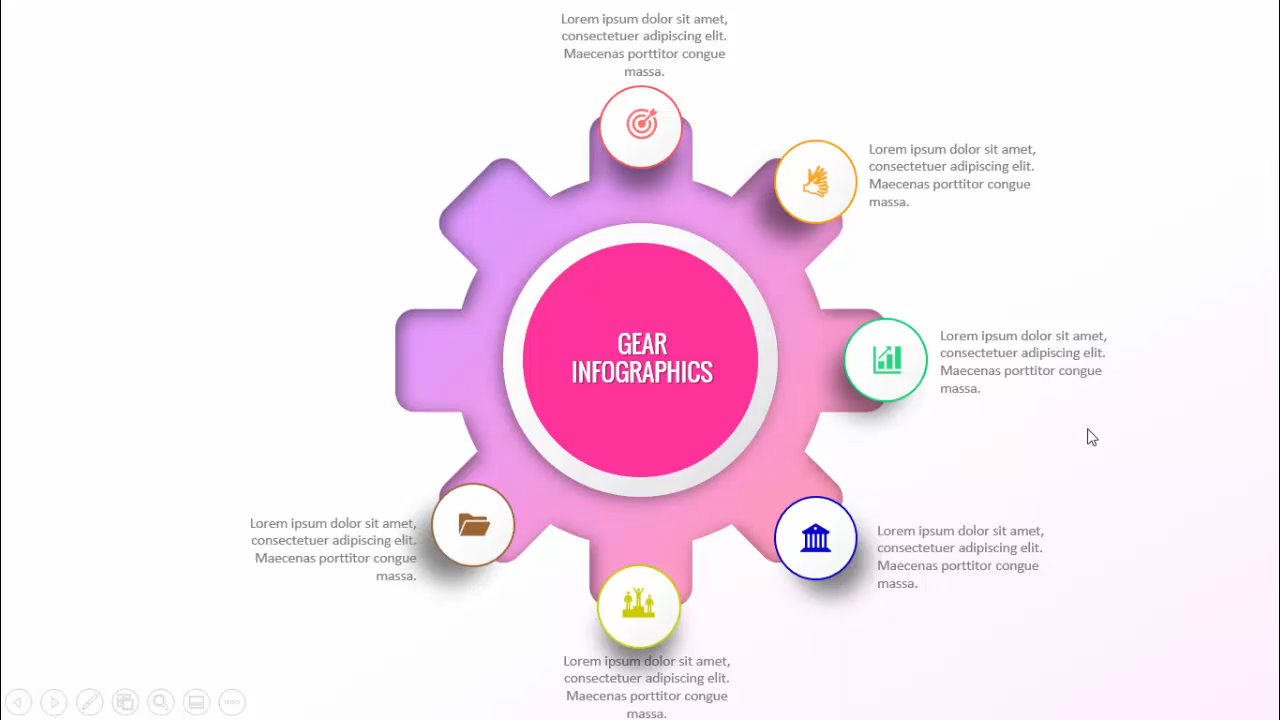 Lorem ipsum dolor sit amet,
consectetuer adipiscing elit.
Maecenas porttitor congue
massa.
Lorem ipsum dolor sit amet,
consectetuer adipiscing elit.
Maecenas porttitor congue
massa.
Lorem ipsum dolor sit amet,
consectetuer adipiscing elit.
Maecenas porttitor congue
massa.
GEAR
INFOGRAPHICS
Lorem ipsum dolor sit amet,
consectetuer adipiscing elit.
Maecenas porttitor congue
massa.
Lorem ipsum dolor sit amet,
consectetuer adipiscing elit.
Maecenas porttitor congue
massa.
Lorem ipsum dolor sit amet,
consectetuer adipiscing elit.
Maecenas porttitor congue
massa.